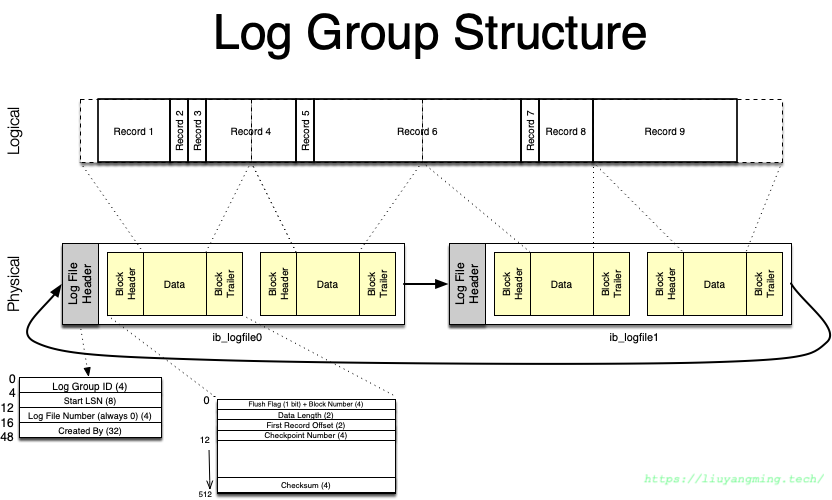 Log Group Structure
Logical
Record 1
Record 2
Record 3
Record 4
Record 5
Record 6
Record 7
Record 8
Record 9
Physical
Log File
Header
Block
Header
Data
Block
Trailer
Block
Header
Data
Block
Trailer
ib_logfile0
Log File
Header
Block
Header
Data
Block
Trailer
Block
Header
Data
Block
Trailer
ib_logfile1
0
Log Group ID (4)
4
Start LSN (8)
12
Log File Number (always 0) (4)
16
Created By (32)
48
0
Flush Flag (1 bit) + Block Number (4)
Data Length (2)
First Record Offset (2)
Checkpoint Number (4)
12
Checksum (4)
512
https://liuyangming.tech/